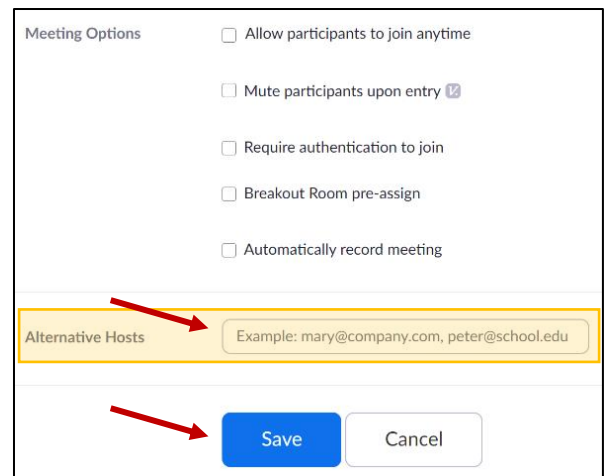 Meeting Options
Allow participants to join anytime
Mute participants upon entry
Require authentication to join
Breakout Room pre-assign
Automatically record meeting
Alternative Hosts
Example: mary@company.com, peter@school.edu
Save
Cancel